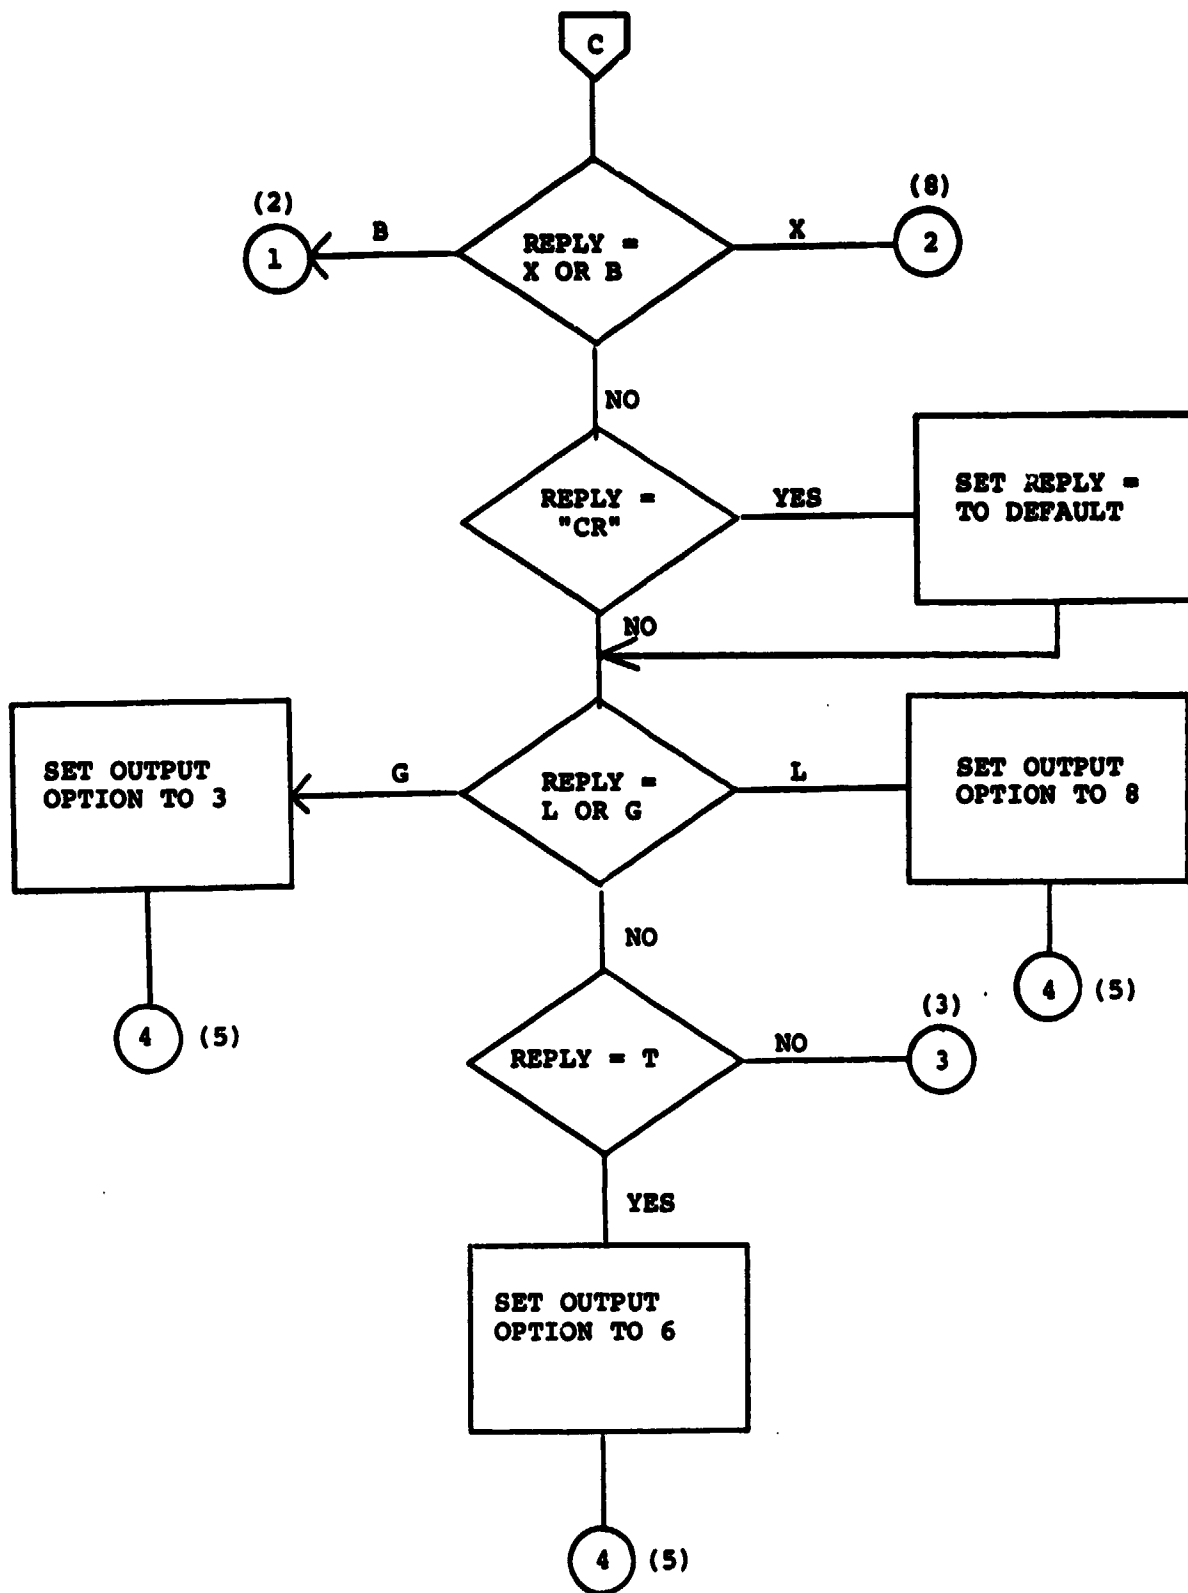 C
(2)
(8)
B
X
1
2
REPLY =
X OR B
NO
REPLY =
"CR"
YES
SET REPLY =
TO DEFAULT
NO
SET OUTPUT
OPTION TO 3
G
REPLY =
L OR G
L
SET OUTPUT
OPTION TO 8
NO
4 (5)
4 (5)
REPLY = T
NO
(3)
3
YES
SET OUTPUT
OPTION TO 6
4 (5)